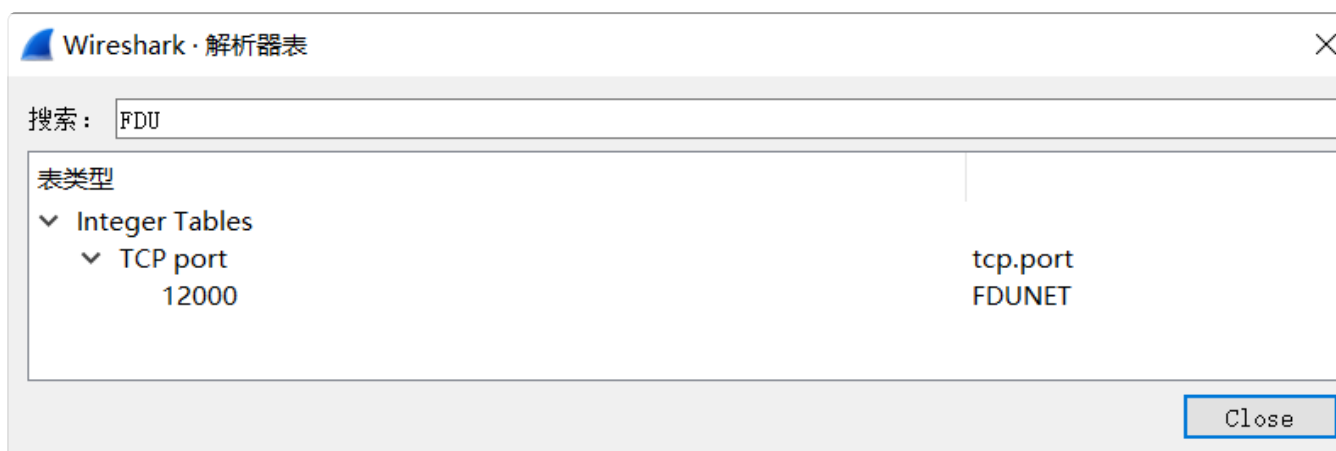 Wireshark · 解析器表
搜索： FDU
表类型
Integer Tables
TCP port tcp.port
12000 FDUNET
Close